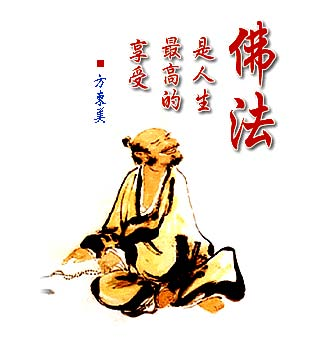 佛法
是人生
最高的
享受
方東美